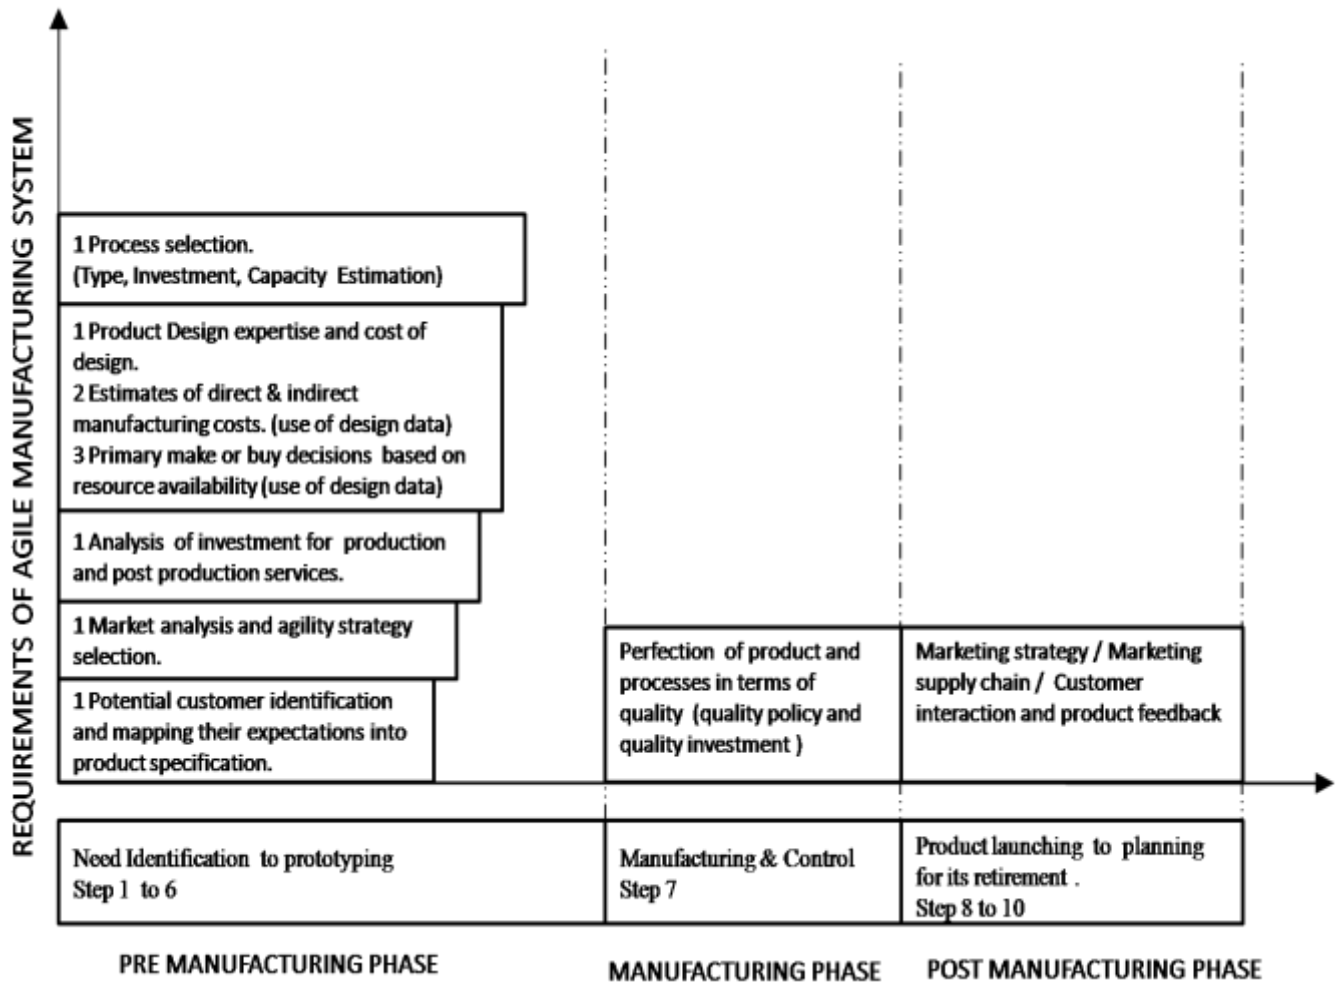 REQUIREMENTS OF AGILE MANUFACTURING SYSTEM
1 Process selection.
(Type, Investment, Capacity Estimation)
1 Product Design expertise and cost of
design.
2 Estimates of direct & indirect
manufacturing costs. (use of design data)
3 Primary make or buy decisions based on
resource availability (use of design data)
1 Analysis of investment for production
and post production services.
1 Market analysis and agility strategy
selection.
1 Potential customer identification
and mapping their expectations into
product specification.
Perfection of product and
processes in terms of
quality (quality policy and
quality investment )
Marketing strategy / Marketing
supply chain / Customer
interaction and product feedback
Need Identification to prototyping
Step 1 to 6
Manufacturing & Control
Step 7
Product launching to planning
for its retirement .
Step 8 to 10
PRE MANUFACTURING PHASE
MANUFACTURING PHASE
POST MANUFACTURING PHASE